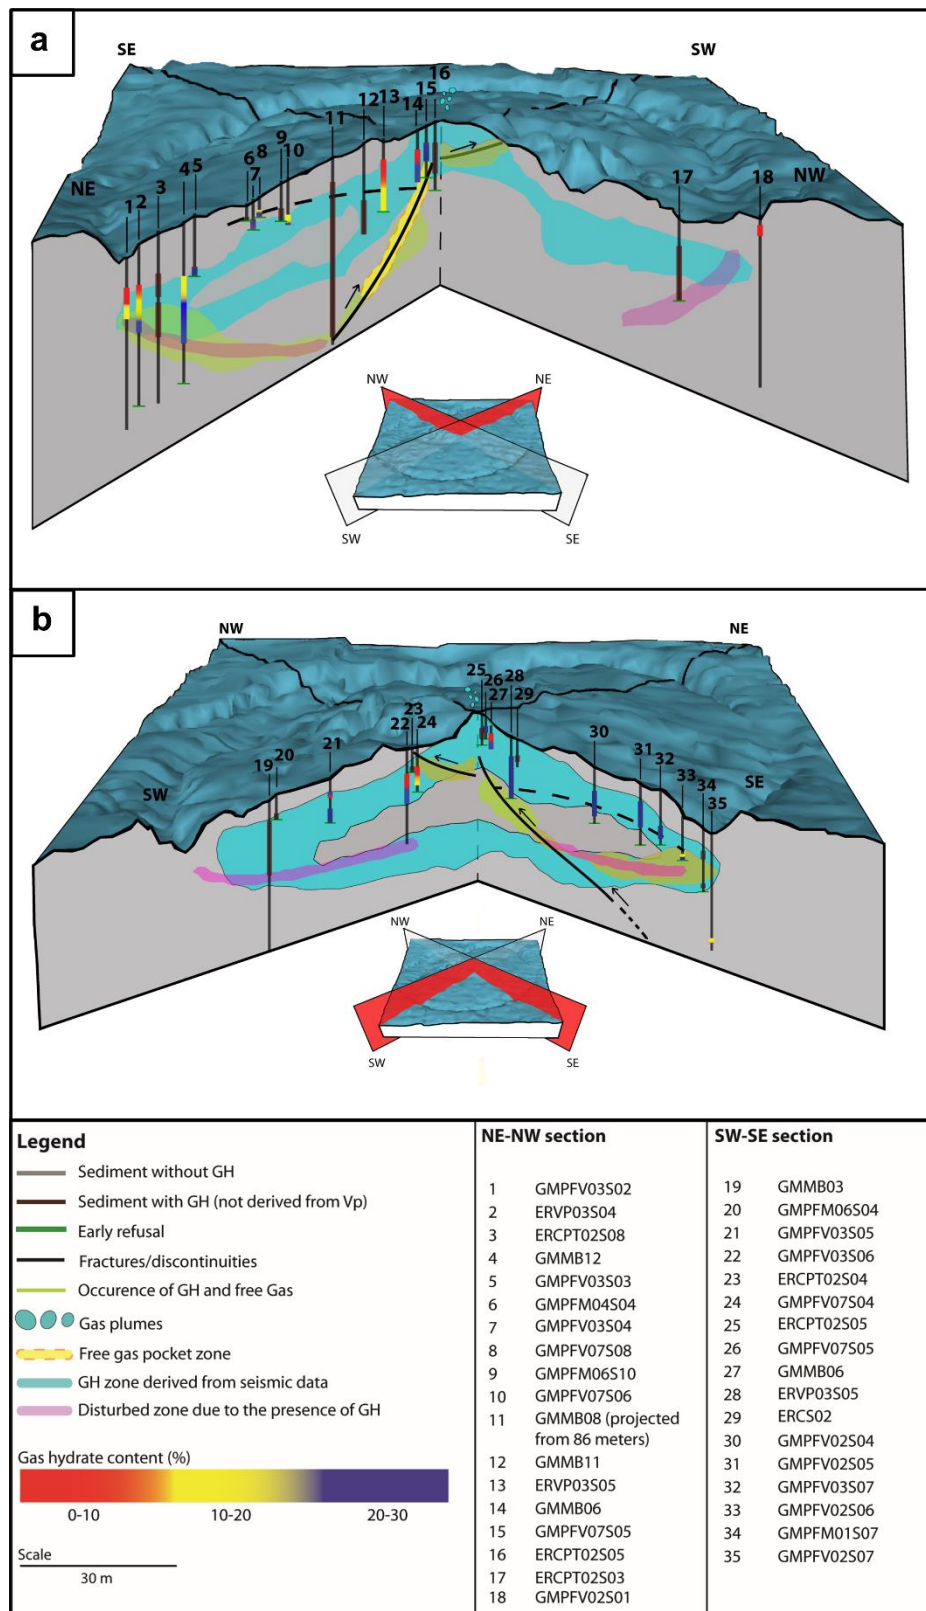 a
SE
SW
16
15
14
13
12
11
9
10
8
6
7
4 5
3
1 2
NE
17
18
NW
NW
NE
SW
SE
b
NW
NE
25
26
27
28
29
23
22 24
21
20
19
30
31
32
33
34
35
SW
SE
NW
NE
SW
SE
Legend
Sediment without GH
Sediment with GH (not derived from Vp)
Early refusal
Fractures/discontinuities
Occurence of GH and free Gas
Gas plumes
Free gas pocket zone
GH zone derived from seismic data
Disturbed zone due to the presence of GH
Gas hydrate content (%)
0-10 10-20 20-30
Scale
30 m
NE-NW section
1 GMPFV03S02
2 ERVP03S04
3 ERCPT02S08
4 GMMB12
5 GMPFV03S03
6 GMPFM04S04
7 GMPFV03S04
8 GMPFV07S08
9 GMPFM06S10
10 GMPFV07S06
11 GMMB08 (projected
from 86 meters)
12 GMMB11
13 ERVP03S05
14 GMMB06
15 GMPFV07S05
16 ERCPT02S05
17 ERCPT02S03
18 GMPFV02S01
SW-SE section
19 GMMB03
20 GMPFM06S04
21 GMPFV03S05
22 GMPFV03S06
23 ERCPT02S04
24 GMPFV07S04
25 ERCPT02S05
26 GMPFV07S05
27 GMMB06
28 ERVP03S05
29 ERCS02
30 GMPFV02S04
31 GMPFV02S05
32 GMPFV03S07
33 GMPFV02S06
34 GMPFM01S07
35 GMPFV02S07